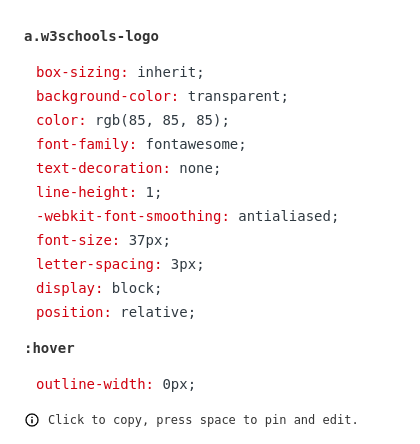 a.w3schools-logo
box-sizing: inherit;
background-color: transparent;
color: rgb(85, 85, 85);
font-family: fontawesome;
text-decoration: none;
line-height: 1;
-webkit-font-smoothing: antialiased;
font-size: 37px;
letter-spacing: 3px;
display: block;
position: relative;
:hover
outline-width: 0px;
Click to copy, press space to pin and edit.